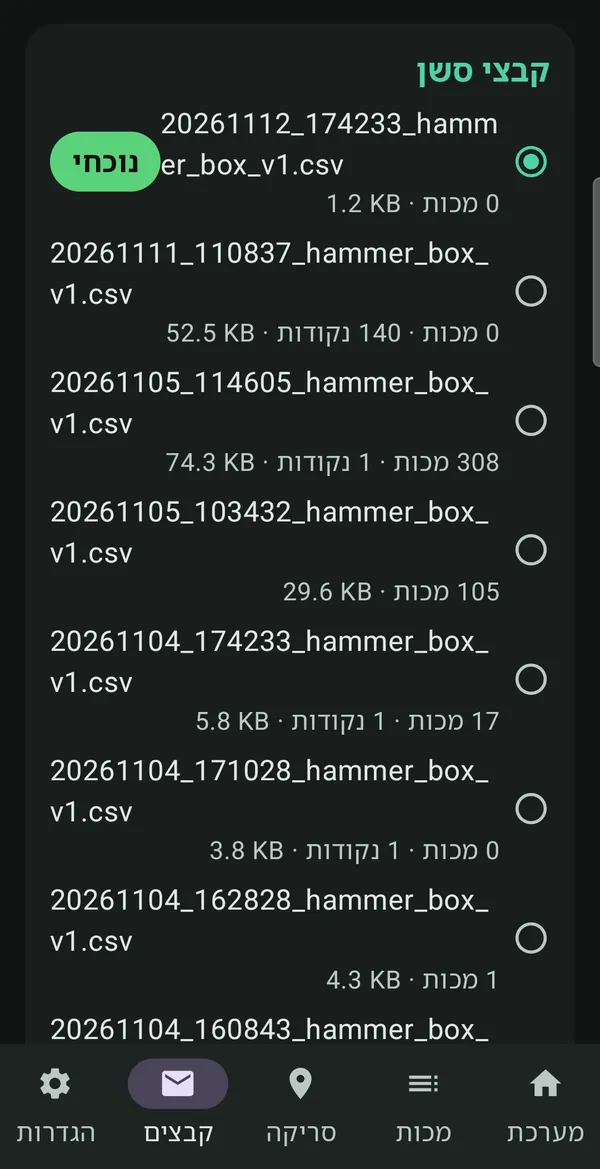 קבצי סשן
20261112_174233_hamm
er_box_v1.csv
נוכחי
0 מכות · 1.2 KB
20261111_110837_hammer_box_
v1.csv
0 מכות · 140 נקודות · 52.5 KB
20261105_114605_hammer_box_
v1.csv
308 מכות · 1 נקודות · 74.3 KB
20261105_103432_hammer_box_
v1.csv
105 מכות · 29.6 KB
20261104_174233_hammer_box_
v1.csv
17 מכות · 1 נקודות · 5.8 KB
20261104_171028_hammer_box_
v1.csv
0 מכות · 1 נקודות · 3.8 KB
20261104_162828_hammer_box_
v1.csv
1 מכות · 4.3 KB
20261104_160843_hammer_box_
מערכת
מכות
סריקה
קבצים
הגדרות